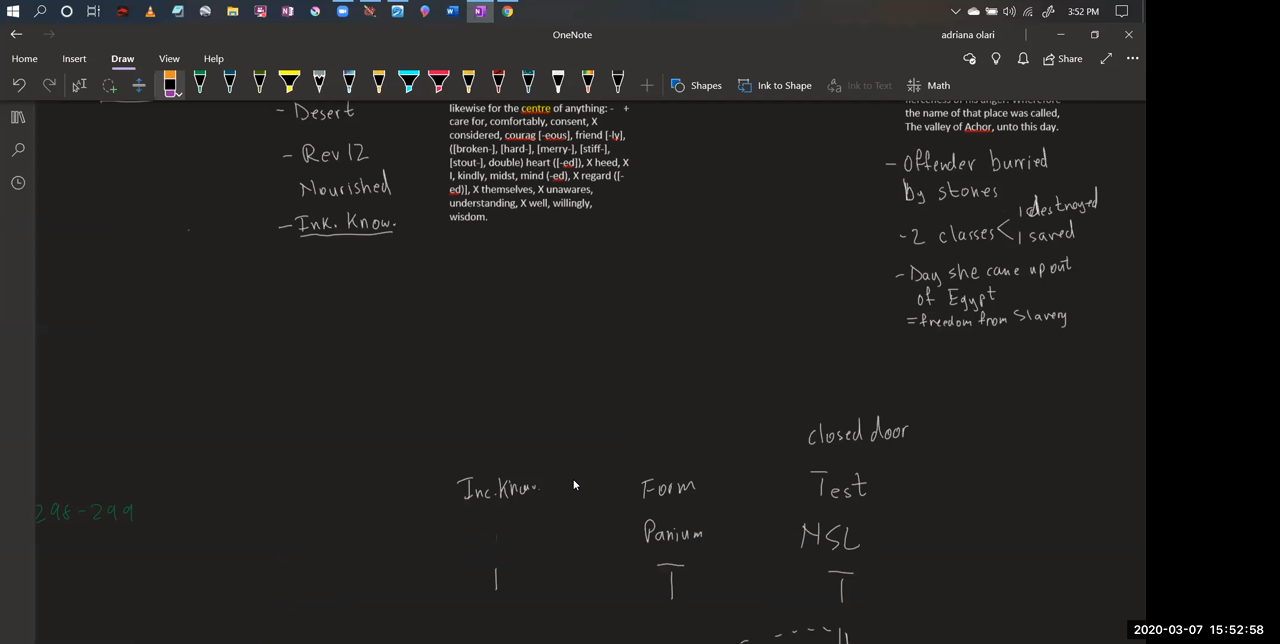 3:52 PM
OneNote
adriana olari
Home
Insert
Draw
View
Help
Share
Shapes
Ink to Shape
Ink to Text
Math
- Desert
- Rev 12
Nourished
- Ink. Know.
likewise for the centre of anything: - +
care for, comfortably, consent, X
considered, courag [-eous], friend [-ly],
([broken-], [hard-], [merry-], [stiff-],
[stout-], double) heart ([-ed]), X heed, X
I, kindly, midst, mind (-ed), X regard ([-
ed)], X themselves, X unawares,
understanding, X well, willingly,
wisdom.
the name of that place was called,
The valley of Achor, unto this day.
- Offender burried
by stones
- 2 classes < 1 destroyed
1 saved
- Day she came up out
of Egypt
= freedom from Slavery
closed door
Inc. Know.
Form
Test
298-299
Panium
NSL
2020-03-07 15:52:58